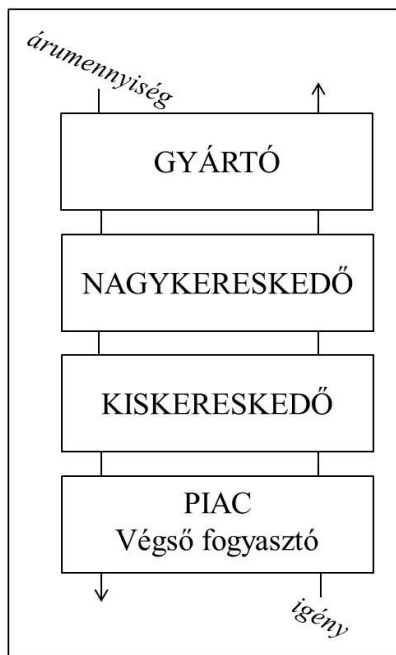 árumennyiség
GYÁRTÓ
NAGYKERESKEDŐ
KISKERESKEDŐ
PIAC
Végső fogyasztó
igény